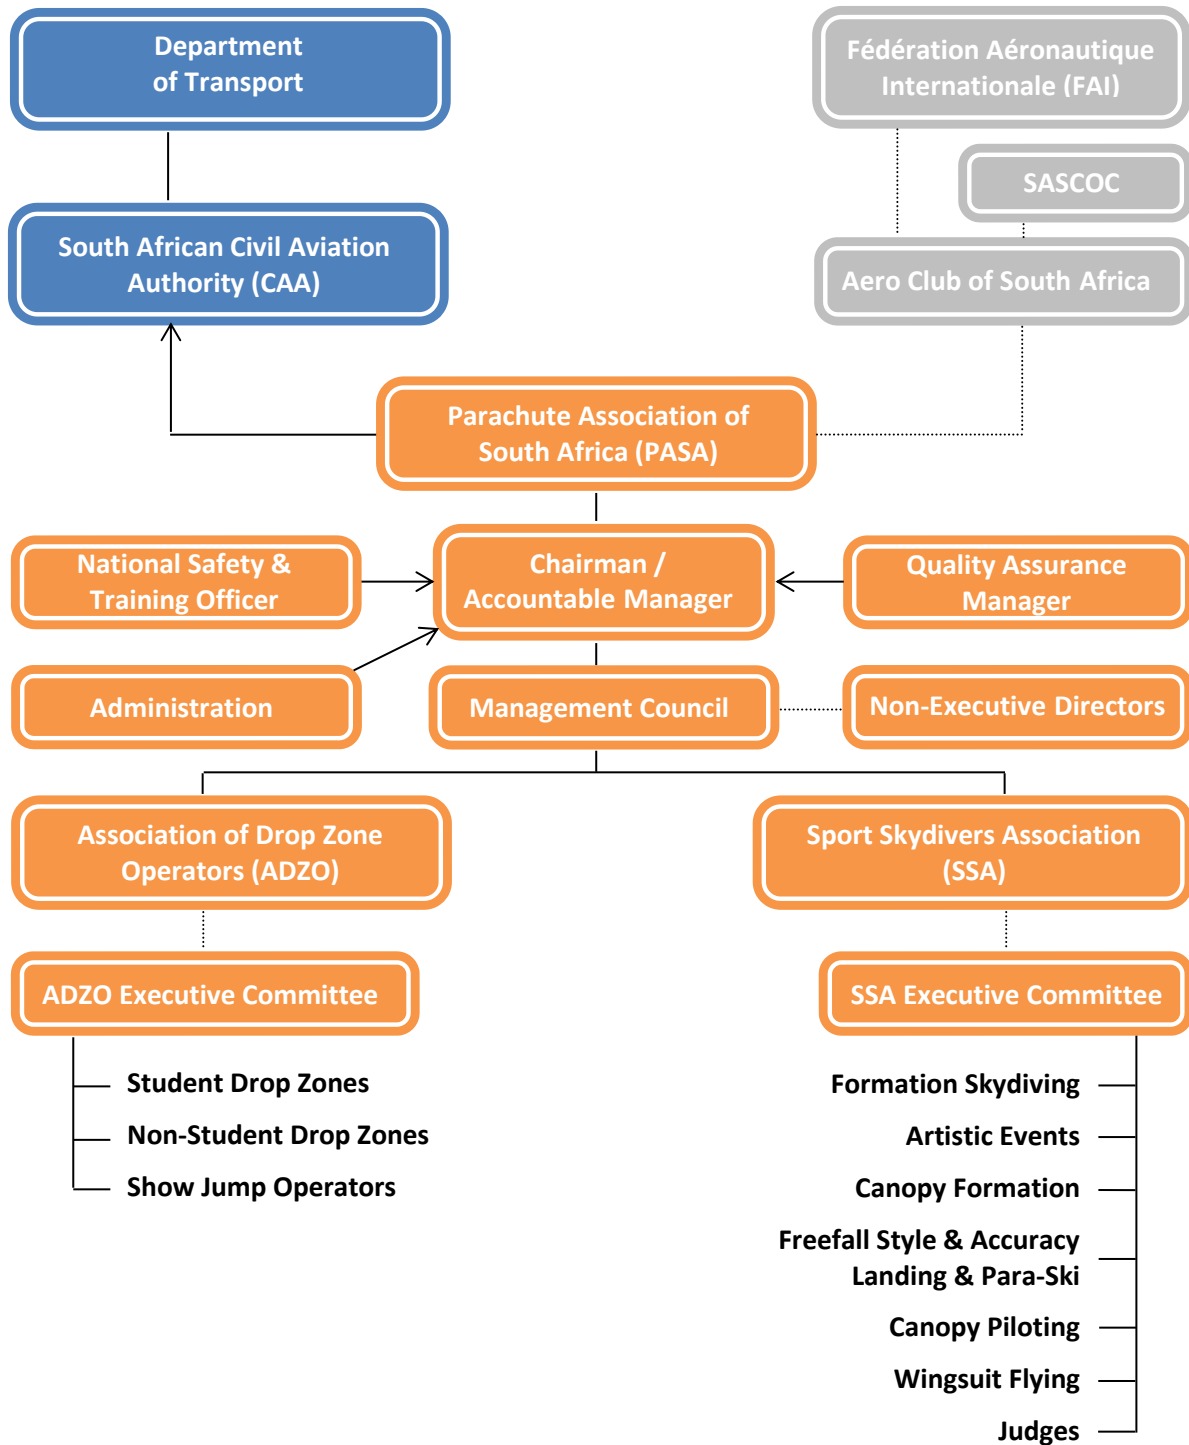 Department
of Transport
Fédération Aéronautique
Internationale (FAI)
SASCOC
South African Civil Aviation
Authority (CAA)
Aero Club of South Africa
Parachute Association of
South Africa (PASA)
National Safety &
Training Officer
Chairman /
Accountable Manager
Quality Assurance
Manager
Administration
Management Council
Non-Executive Directors
Association of Drop Zone
Operators (ADZO)
Sport Skydivers Association
(SSA)
ADZO Executive Committee
SSA Executive Committee
Student Drop Zones
Non-Student Drop Zones
Show Jump Operators
Formation Skydiving
Artistic Events
Canopy Formation
Freefall Style & Accuracy
Landing & Para-Ski
Canopy Piloting
Wingsuit Flying
Judges